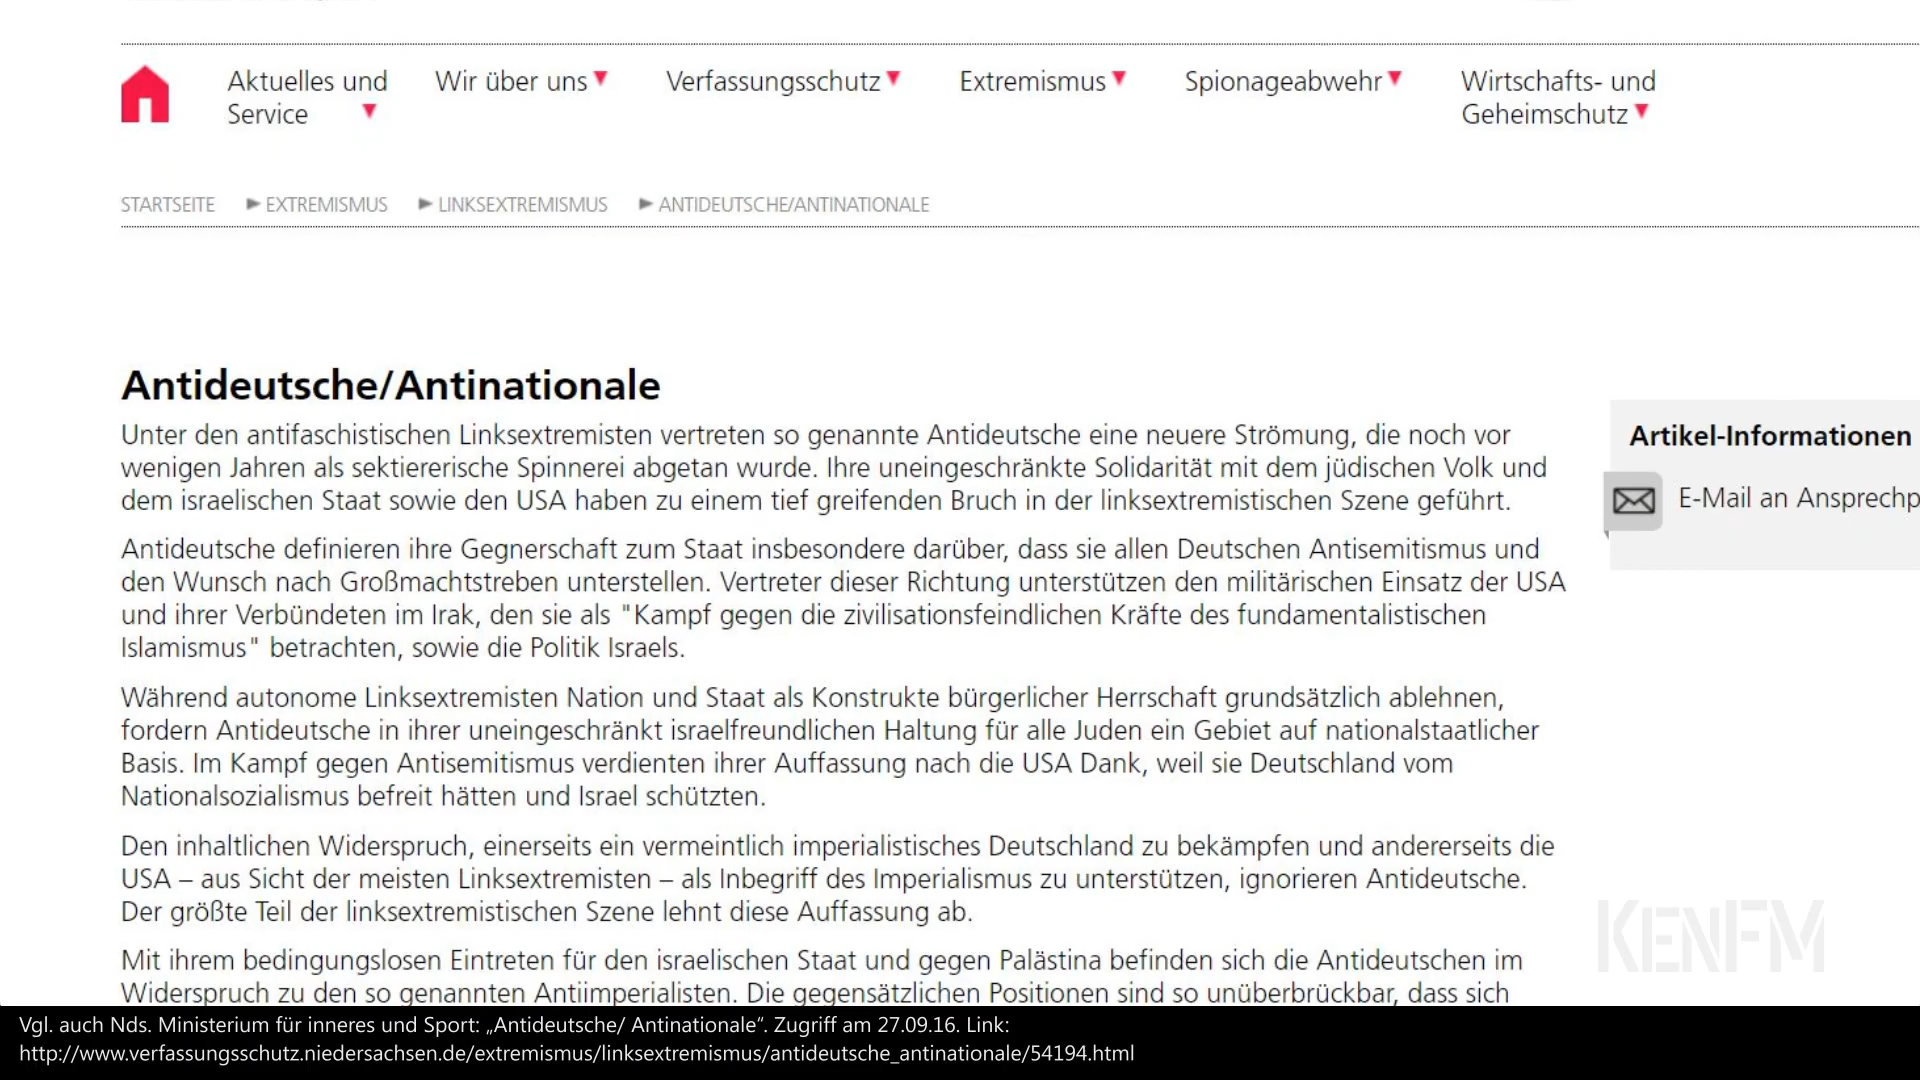 Aktuelles und
Service
Wir über uns
Verfassungsschutz
Extremismus
Spionageabwehr
Wirtschafts- und
Geheimschutz
STARTSEITE ► EXTREMISMUS ► LINKSEXTREMISMUS ► ANTIDEUTSCHE/ANTINATIONALE
Antideutsche/Antinationale
Unter den antifaschistischen Linksextremisten vertreten so genannte Antideutsche eine neuere Strömung, die noch vor
wenigen Jahren als sektiererische Spinnerei abgetan wurde. Ihre uneingeschränkte Solidarität mit dem jüdischen Volk und
dem israelischen Staat sowie den USA haben zu einem tief greifenden Bruch in der linksextremistischen Szene geführt.
Antideutsche definieren ihre Gegnerschaft zum Staat insbesondere darüber, dass sie allen Deutschen Antisemitismus und
den Wunsch nach Großmachtstreben unterstellen. Vertreter dieser Richtung unterstützen den militärischen Einsatz der USA
und ihrer Verbündeten im Irak, den sie als "Kampf gegen die zivilisationsfeindlichen Kräfte des fundamentalistischen
Islamismus" betrachten, sowie die Politik Israels.
Während autonome Linksextremisten Nation und Staat als Konstrukte bürgerlicher Herrschaft grundsätzlich ablehnen,
fordern Antideutsche in ihrer uneingeschränkt israelfreundlichen Haltung für alle Juden ein Gebiet auf nationalstaatlicher
Basis. Im Kampf gegen Antisemitismus verdienten ihrer Auffassung nach die USA Dank, weil sie Deutschland vom
Nationalsozialismus befreit hätten und Israel schützten.
Den inhaltlichen Widerspruch, einerseits ein vermeintlich imperialistisches Deutschland zu bekämpfen und andererseits die
USA – aus Sicht der meisten Linksextremisten – als Inbegriff des Imperialismus zu unterstützen, ignorieren Antideutsche.
Der größte Teil der linksextremistischen Szene lehnt diese Auffassung ab.
Mit ihrem bedingungslosen Eintreten für den israelischen Staat und gegen Palästina befinden sich die Antideutschen im
Widerspruch zu den so genannten Antiimperialisten. Die gegensätzlichen Positionen sind so unüberbrückbar, dass sich
Artikel-Informationen
E-Mail an Ansprechp
KENFM
Vgl. auch Nds. Ministerium für inneres und Sport: „Antideutsche/ Antinationale“. Zugriff am 27.09.16. Link:
http://www.verfassungsschutz.niedersachsen.de/extremismus/linksextremismus/antideutsche_antinationale/54194.html